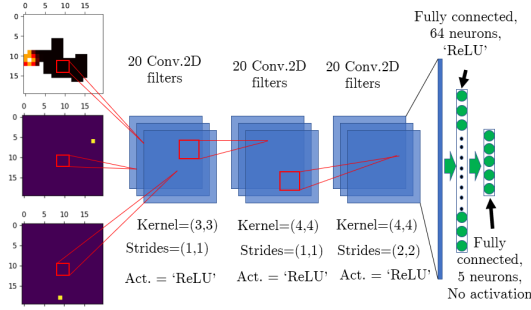 0 5 10 15
0
5
10
15
0 5 10 15
0
5
10
15
0 5 10 15
0
5
10
15
20 Conv.2D
filters
20 Conv.2D
filters
20 Conv.2D
filters
Kernel=(3,3)
Strides=(1,1)
Act. = ‘ReLU’
Kernel=(4,4)
Strides=(1,1)
Act. = ‘ReLU’
Kernel=(4,4)
Strides=(2,2)
Act. = ‘ReLU’
Fully connected,
64 neurons,
‘ReLU’
Fully
connected,
5 neurons,
No activation